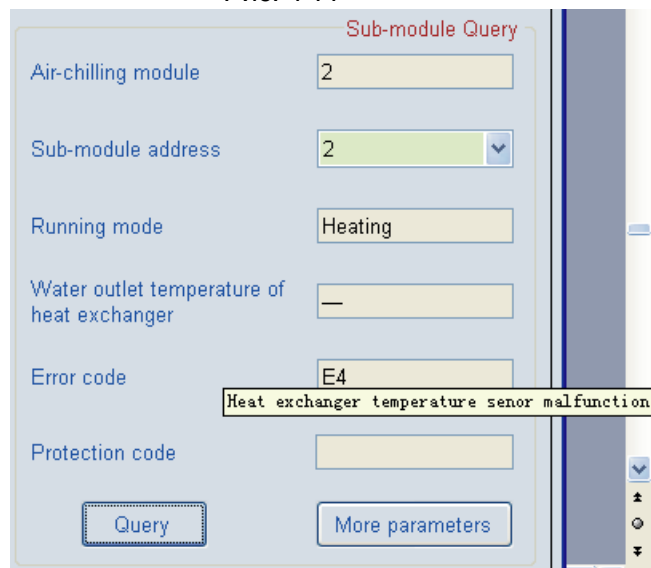 Sub-module Query
Air-chilling module 2
Sub-module address 2
Running mode Heating
Water outlet temperature of
heat exchanger —
Error code E4
Heat exchanger temperature senor malfunction
Protection code
Query More parameters